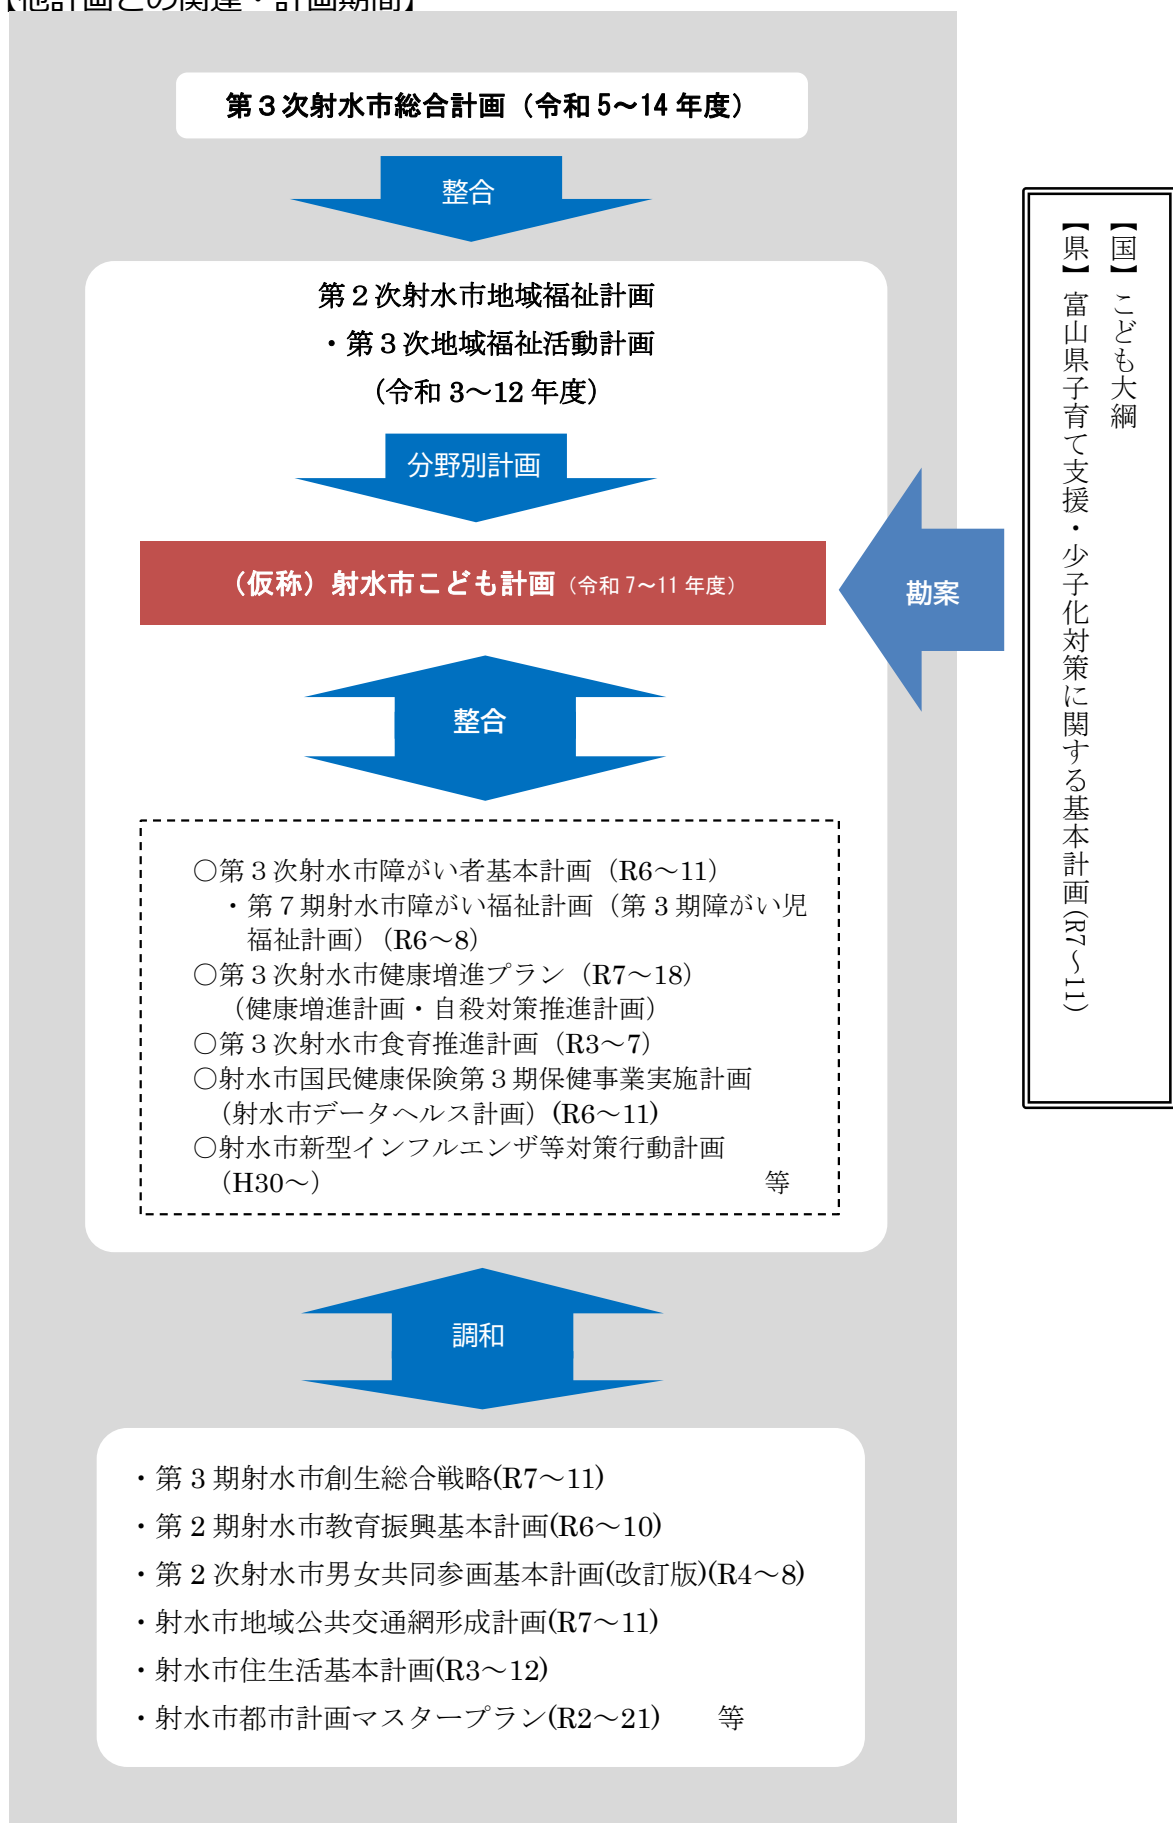 【他計画との関連・計画期間】
第３次射水市総合計画（令和5～14年度）
整合
第２次射水市地域福祉計画
・第３次地域福祉活動計画
（令和3～12年度）
分野別計画
（仮称）射水市こども計画（令和7～11年度）
勘案
整合
○第３次射水市障がい者基本計画（R6～11）
・第７期射水市障がい福祉計画（第３期障がい児
福祉計画）（R6～8）
○第３次射水市健康増進プラン（R7～18）
（健康増進計画・自殺対策推進計画）
○第３次射水市食育推進計画（R3～7）
○射水市国民健康保険第３期保健事業実施計画
（射水市データヘルス計画）(R6～11)
○射水市新型インフルエンザ等対策行動計画
（H30～） 等
調和
・第３期射水市創生総合戦略(R7～11)
・第２期射水市教育振興基本計画(R6～10)
・第２次射水市男女共同参画基本計画(改訂版)(R4～8)
・射水市地域公共交通網形成計画(R7～11)
・射水市住生活基本計画(R3～12)
・射水市都市計画マスタープラン(R2～21) 等
【国】こども大綱
【県】富山県子育て支援・少子化対策に関する基本計画(R7～11)